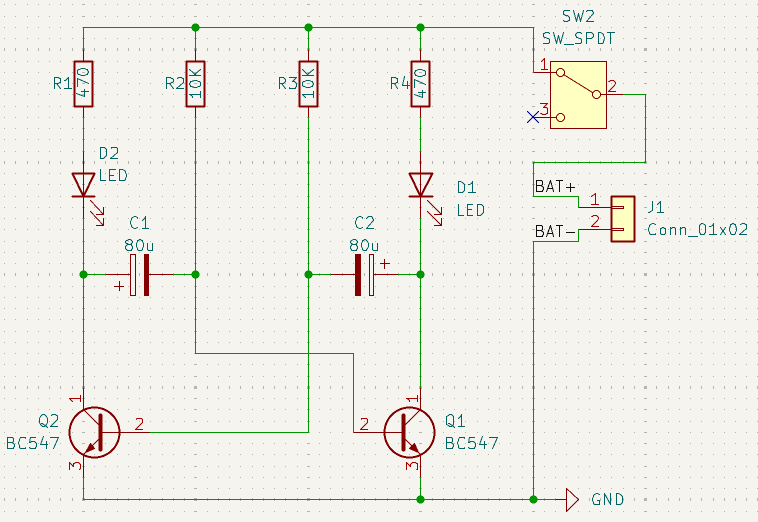 SW2
SW_SPDT
1
2
3
R1
470
R2
10K
R3
10K
R4
470
D2
LED
D1
LED
BAT+
1
J1
BAT-
2
Conn_01x02
C1
80u
+
C2
80u
+
1
Q2
2
BC547
3
1
2
Q1
BC547
3
GND